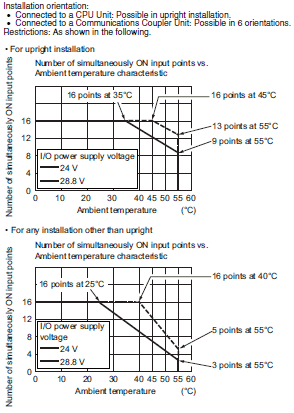 Installation orientation:
• Connected to a CPU Unit: Possible in upright installation.
• Connected to a Communications Coupler Unit: Possible in 6 orientations.
Restrictions: As shown in the following.
• For upright installation
Number of simultaneously ON input points vs.
Ambient temperature characteristic
Number of simultaneously ON input points
16 points at 35°C
16 points at 45°C
13 points at 55°C
9 points at 55°C
I/O power supply voltage
24 V
28.8 V
16
12
8
4
0
0 10 20 30 40 45 50 55 60
Ambient temperature (°C)
• For any installation other than upright
Number of simultaneously ON input points vs.
Ambient temperature characteristic
Number of simultaneously ON input points
16 points at 25°C
16 points at 40°C
5 points at 55°C
3 points at 55°C
I/O power supply
voltage
24 V
28.8 V
16
12
8
4
0
0 10 20 30 40 45 50 55 60
Ambient temperature (°C)